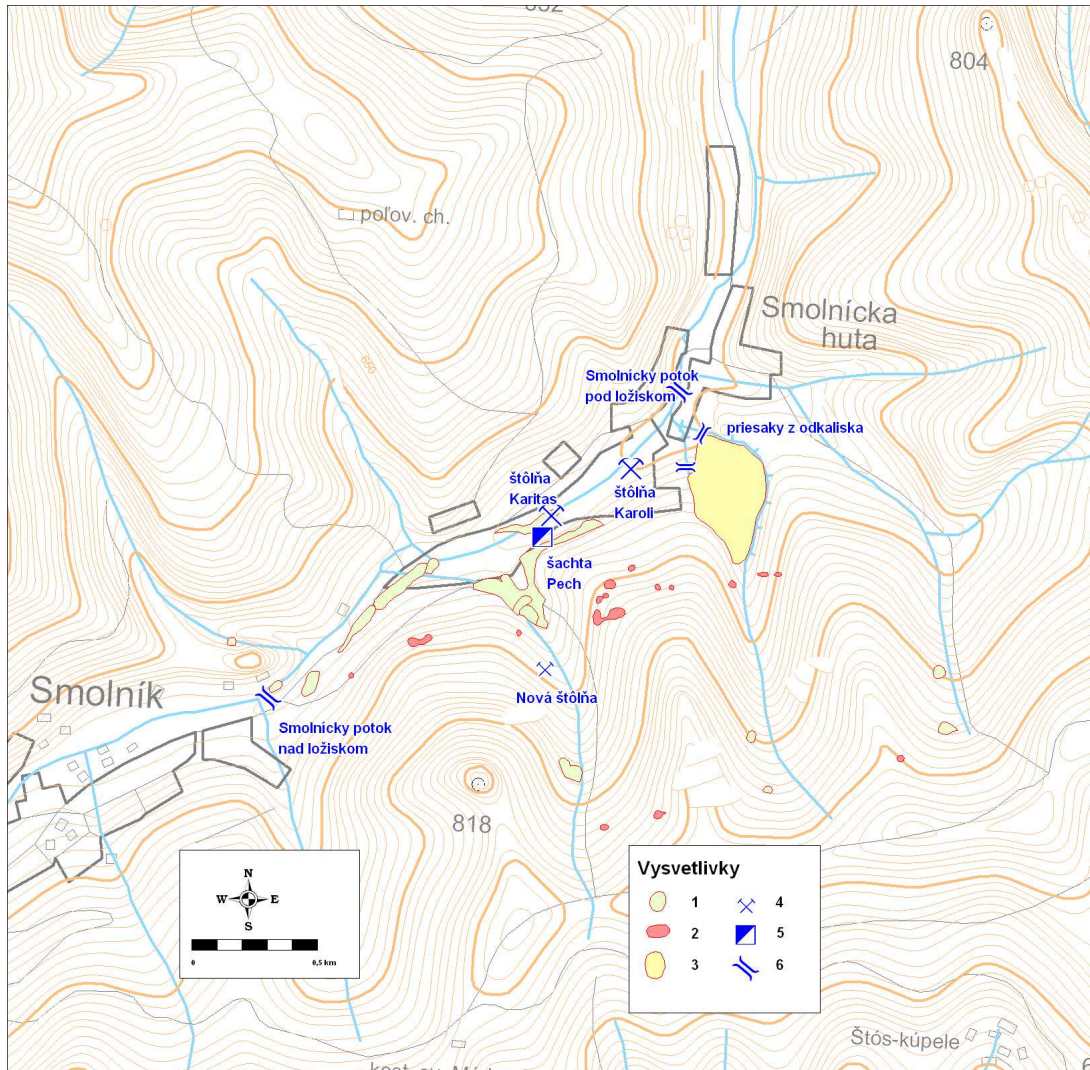 804
poľov. ch.
Smolnícka
huta
650
Smolnícky potok
pod ložiskom
priesaky z odkaliska
štôlňa
Karitas
štôlňa
Karoli
šachta
Pech
Smolník
Nová štôlňa
Smolnícky potok
nad ložiskom
818
N
W E
S
0 0,5 km
Vysvetlivky
1 4
2 5
3 6
Štós-kúpele